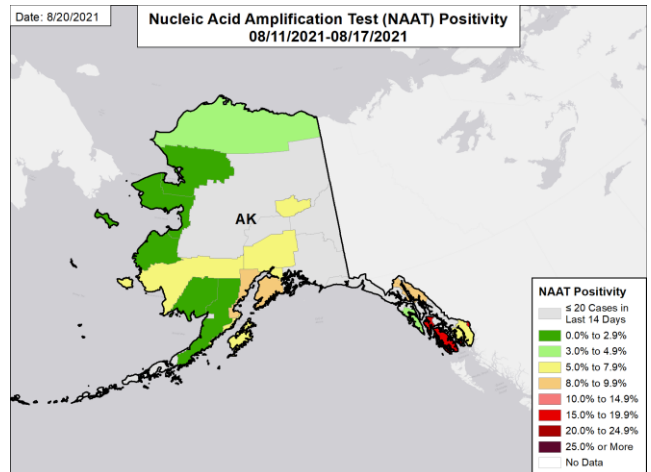 Date: 8/20/2021
Nucleic Acid Amplification Test (NAAT) Positivity
08/11/2021-08/17/2021
AK
NAAT Positivity
≤ 20 Cases in
Last 14 Days
0.0% to 2.9%
3.0% to 4.9%
5.0% to 7.9%
8.0% to 9.9%
10.0% to 14.9%
15.0% to 19.9%
20.0% to 24.9%
25.0% or More
No Data